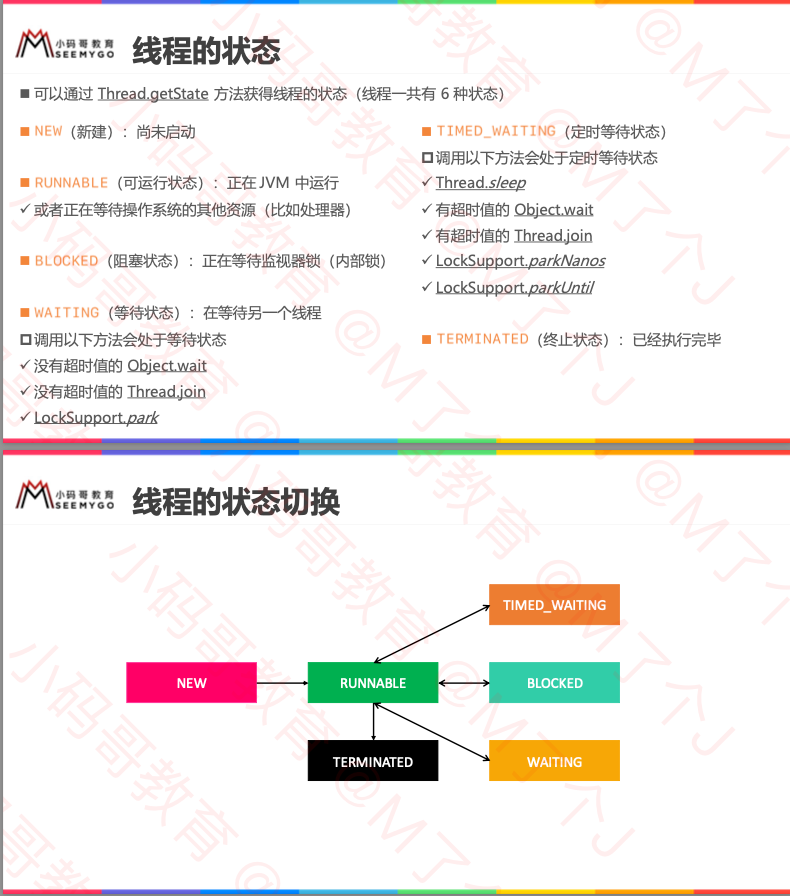 小码哥教育
SEEMYGO
线程的状态
可以通过 Thread.getState 方法获得线程的状态（线程一共有 6 种状态）
NEW（新建）：尚未启动
RUNNABLE（可运行状态）：正在 JVM 中运行
或者正在等待操作系统的其他资源（比如处理器）
BLOCKED（阻塞状态）：正在等待监视器锁（内部锁）
WAITING（等待状态）：在等待另一个线程
调用以下方法会处于等待状态
没有超时值的 Object.wait
没有超时值的 Thread.join
LockSupport.park
TIMED_WAITING（定时等待状态）
调用以下方法会处于定时等待状态
Thread.sleep
有超时值的 Object.wait
有超时值的 Thread.join
LockSupport.parkNanos
LockSupport.parkUntil
TERMINATED（终止状态）：已经执行完毕
小码哥教育 @M了个J
小码哥教育
SEEMYGO
线程的状态切换
TIMED_WAITING
NEW
RUNNABLE
BLOCKED
TERMINATED
WAITING
小码哥教育 @M了个J